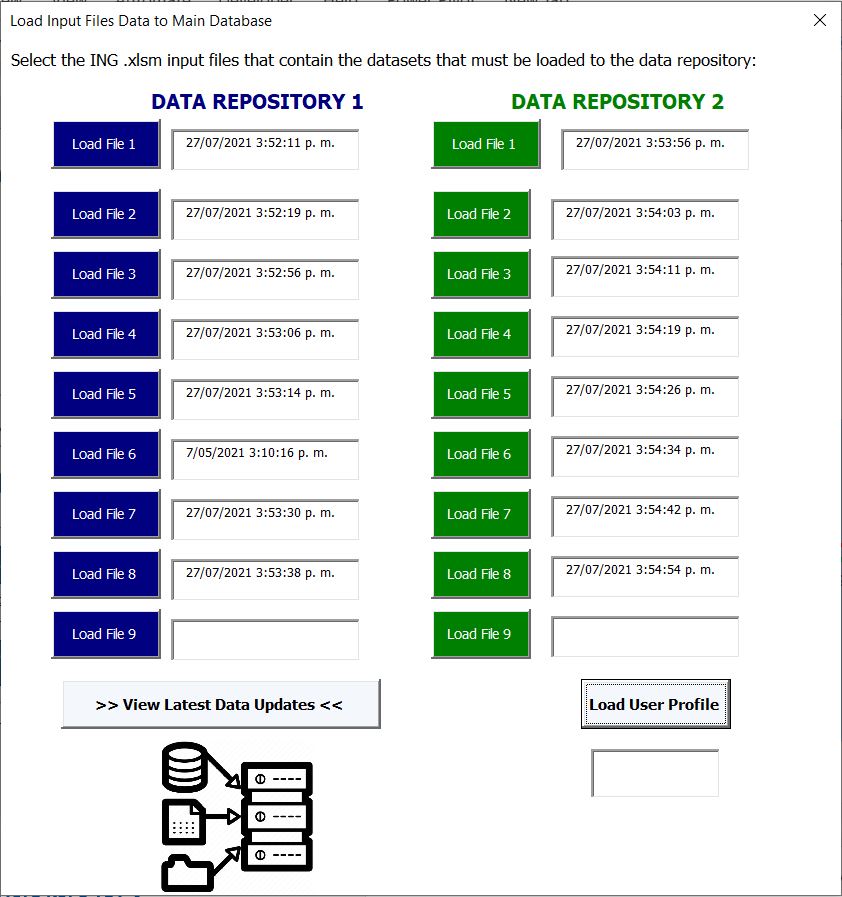 Load Input Files Data to Main Database
Select the ING .xlsm input files that contain the datasets that must be loaded to the data repository:
DATA REPOSITORY 1 DATA REPOSITORY 2
Load File 1 27/07/2021 3:52:11 p. m. Load File 1 27/07/2021 3:53:56 p. m.
Load File 2 27/07/2021 3:52:19 p. m. Load File 2 27/07/2021 3:54:03 p. m.
Load File 3 27/07/2021 3:52:56 p. m. Load File 3 27/07/2021 3:54:11 p. m.
Load File 4 27/07/2021 3:53:06 p. m. Load File 4 27/07/2021 3:54:19 p. m.
Load File 5 27/07/2021 3:53:14 p. m. Load File 5 27/07/2021 3:54:26 p. m.
Load File 6 7/05/2021 3:10:16 p. m. Load File 6 27/07/2021 3:54:34 p. m.
Load File 7 27/07/2021 3:53:30 p. m. Load File 7 27/07/2021 3:54:42 p. m.
Load File 8 27/07/2021 3:53:38 p. m. Load File 8 27/07/2021 3:54:54 p. m.
Load File 9 Load File 9
>> View Latest Data Updates << Load User Profile